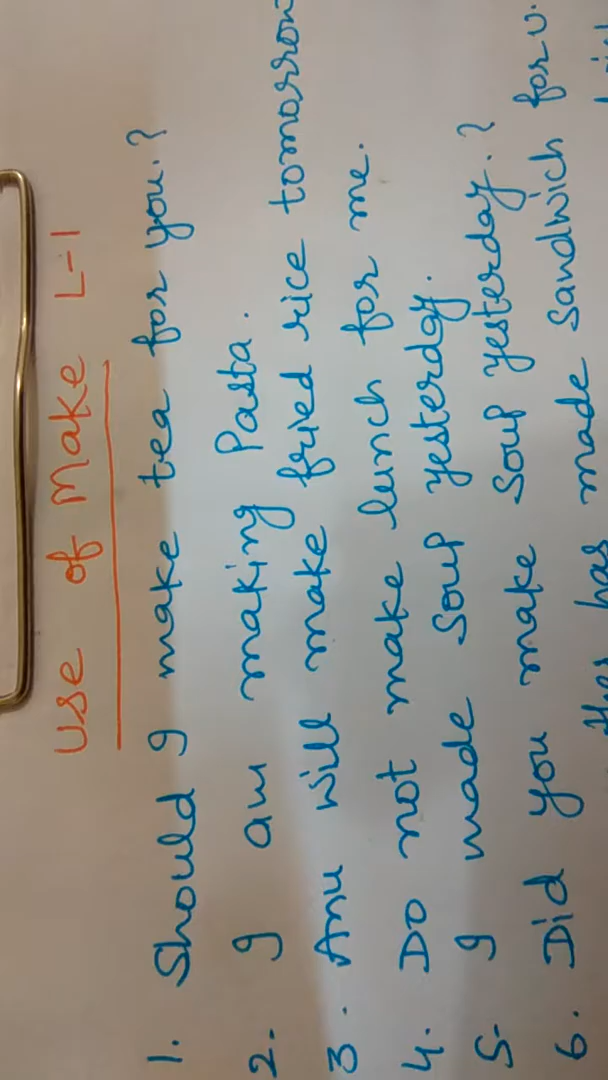 Use of Make L-1
1. Should I make tea for you.?
2. I am making Pasta.
3. Anu will make fried rice tomorrow
4. Do not make lunch for me.
5. I made soup yesterday.
6. Did you make soup yesterday.?
has made Sandwich for u.